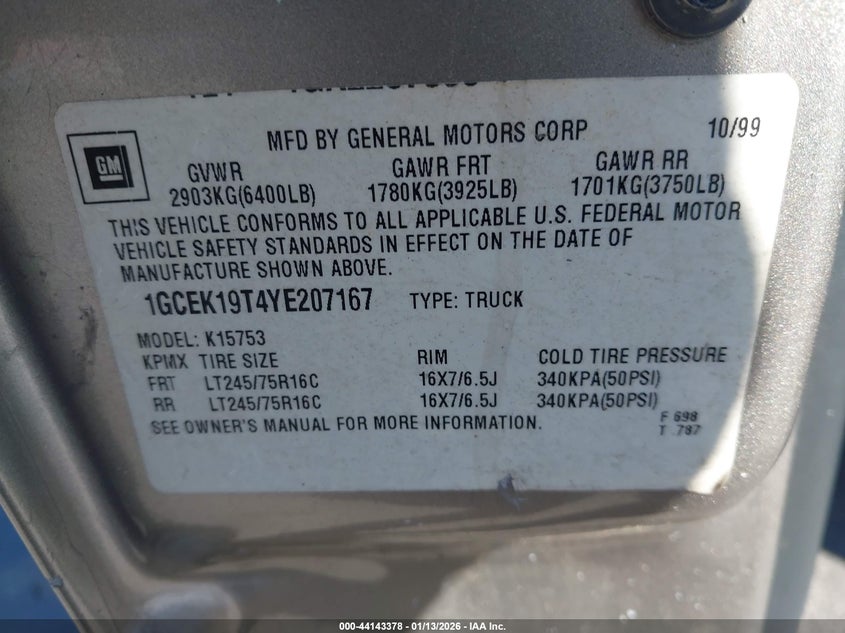 MFD BY GENERAL MOTORS CORP 10/99
GM
GVWR GAWR FRT GAWR RR
2903KG(6400LB) 1780KG(3925LB) 1701KG(3750LB)
THIS VEHICLE CONFORMS TO ALL APPLICABLE U.S. FEDERAL MOTOR
VEHICLE SAFETY STANDARDS IN EFFECT ON THE DATE OF
MANUFACTURE SHOWN ABOVE.
1GCEK19T4YE207167 TYPE: TRUCK
MODEL: K15753
KPMX TIRE SIZE RIM COLD TIRE PRESSURE
FRT LT245/75R16C 16X7/6.5J 340KPA(50PSI)
RR LT245/75R16C 16X7/6.5J 340KPA(50PSI)
SEE OWNER'S MANUAL FOR MORE INFORMATION.
F 698
T .787
000-44143378 - 01/13/2026 - IAA Inc.